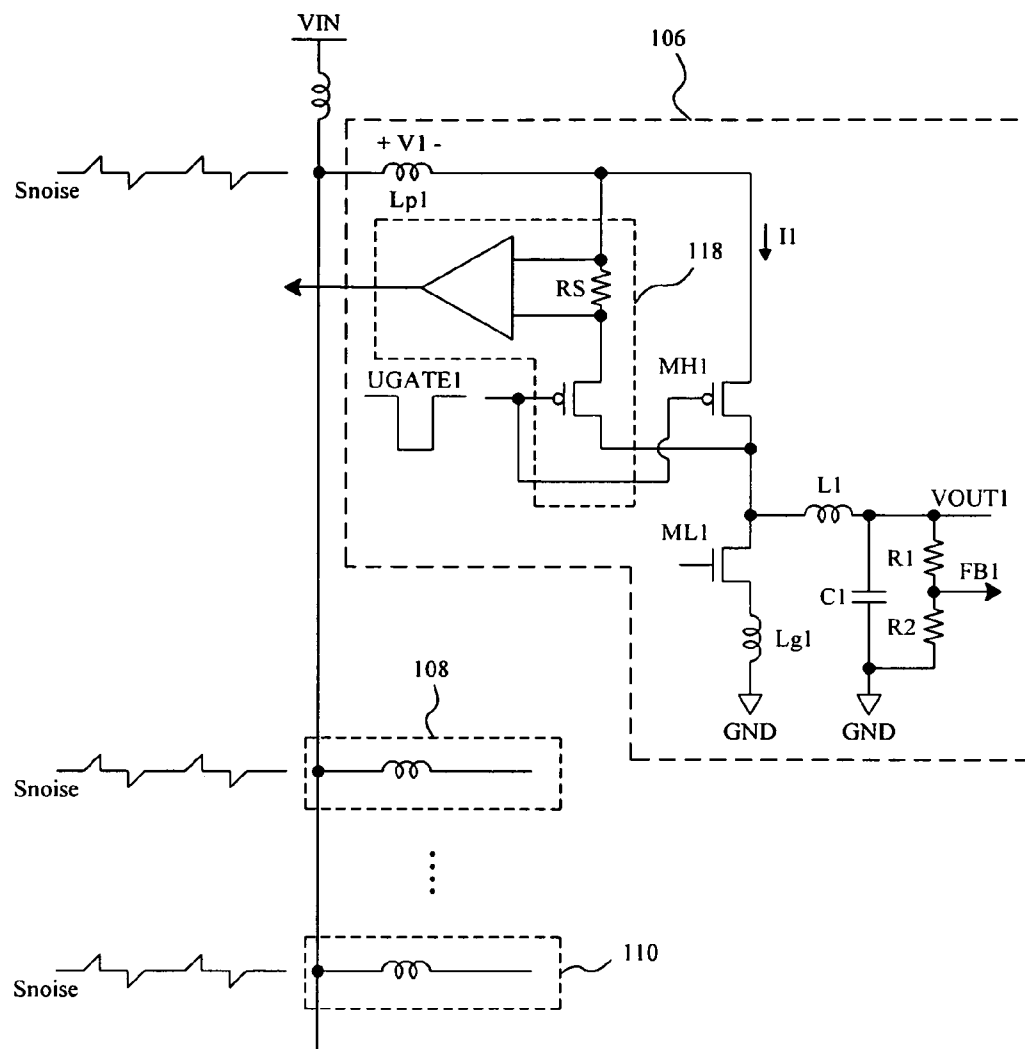 VIN
106
+ V1 -
Snoise
Lp1
I1
118
RS
UGATE1
MH1
L1
VOUT1
ML1
R1
FB1
C1
R2
Lg1
108
GND
GND
Snoise
110
Snoise